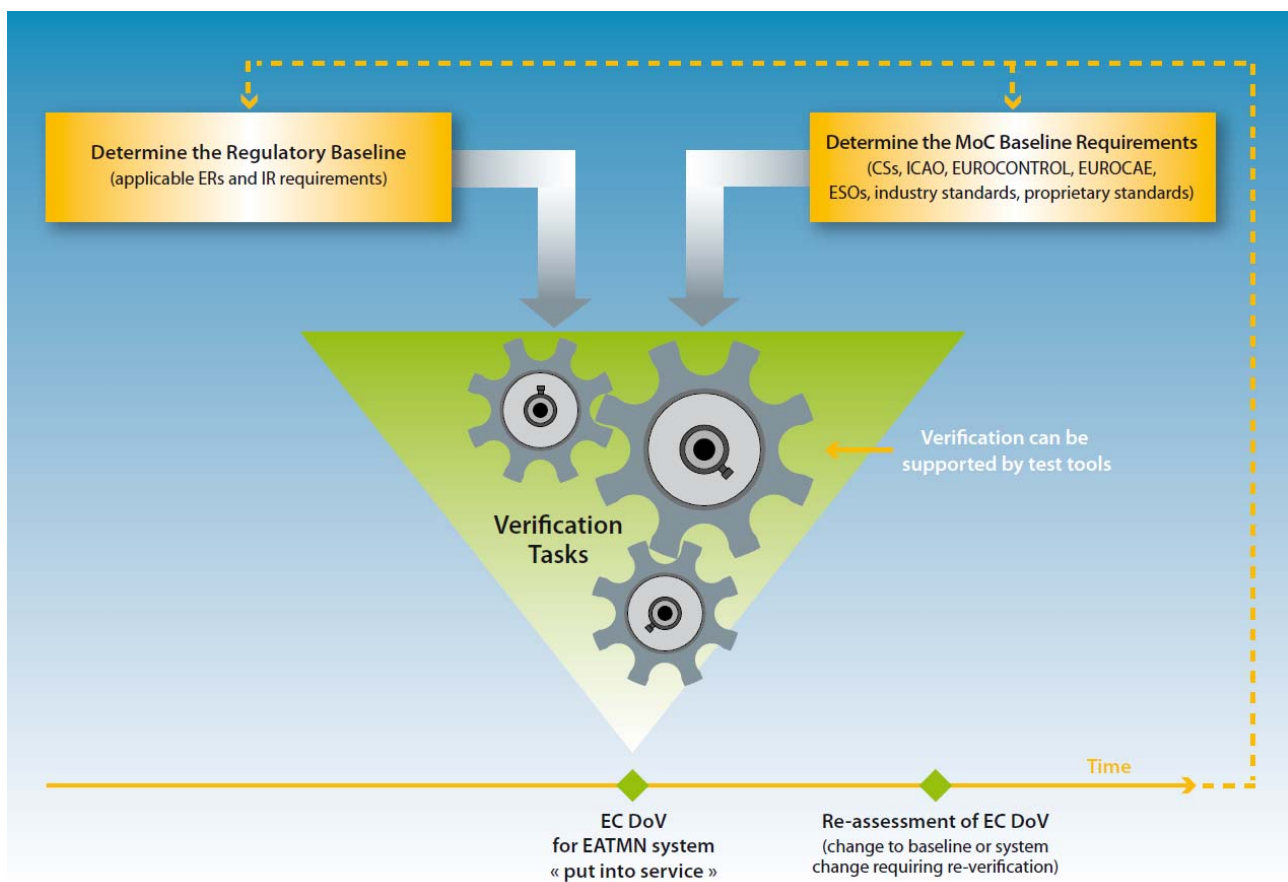 Determine the Regulatory Baseline
(applicable ERs and IR requirements)
Determine the MoC Baseline Requirements
(CSs, ICAO, EUROCONTROL, EUROCAE,
ESOs, industry standards, proprietary standards)
Verification can be
supported by test tools
Verification
Tasks
Time
EC DoV
for EATMN system
« put into service »
Re-assessment of EC DoV
(change to baseline or system
change requiring re-verification)